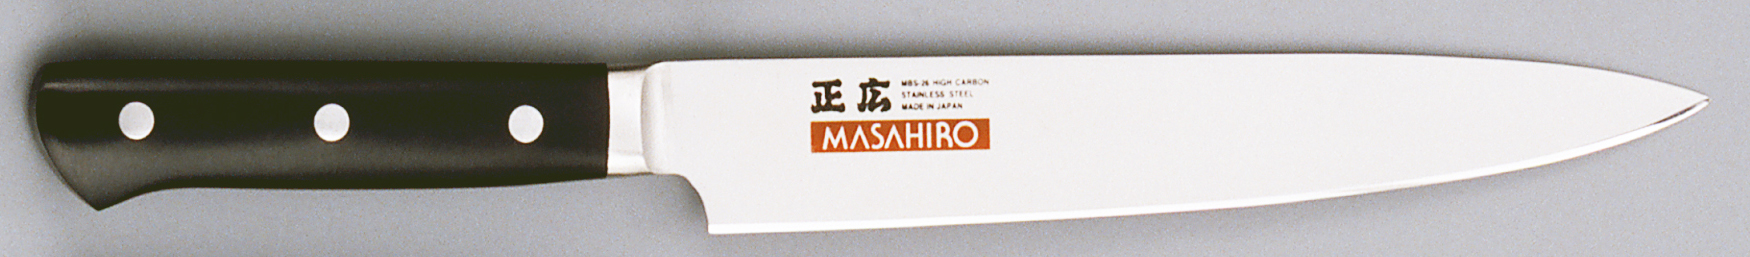 正広
MBS-26 HIGH CARBON
STAINLESS STEEL
MADE IN JAPAN
MASAHIRO